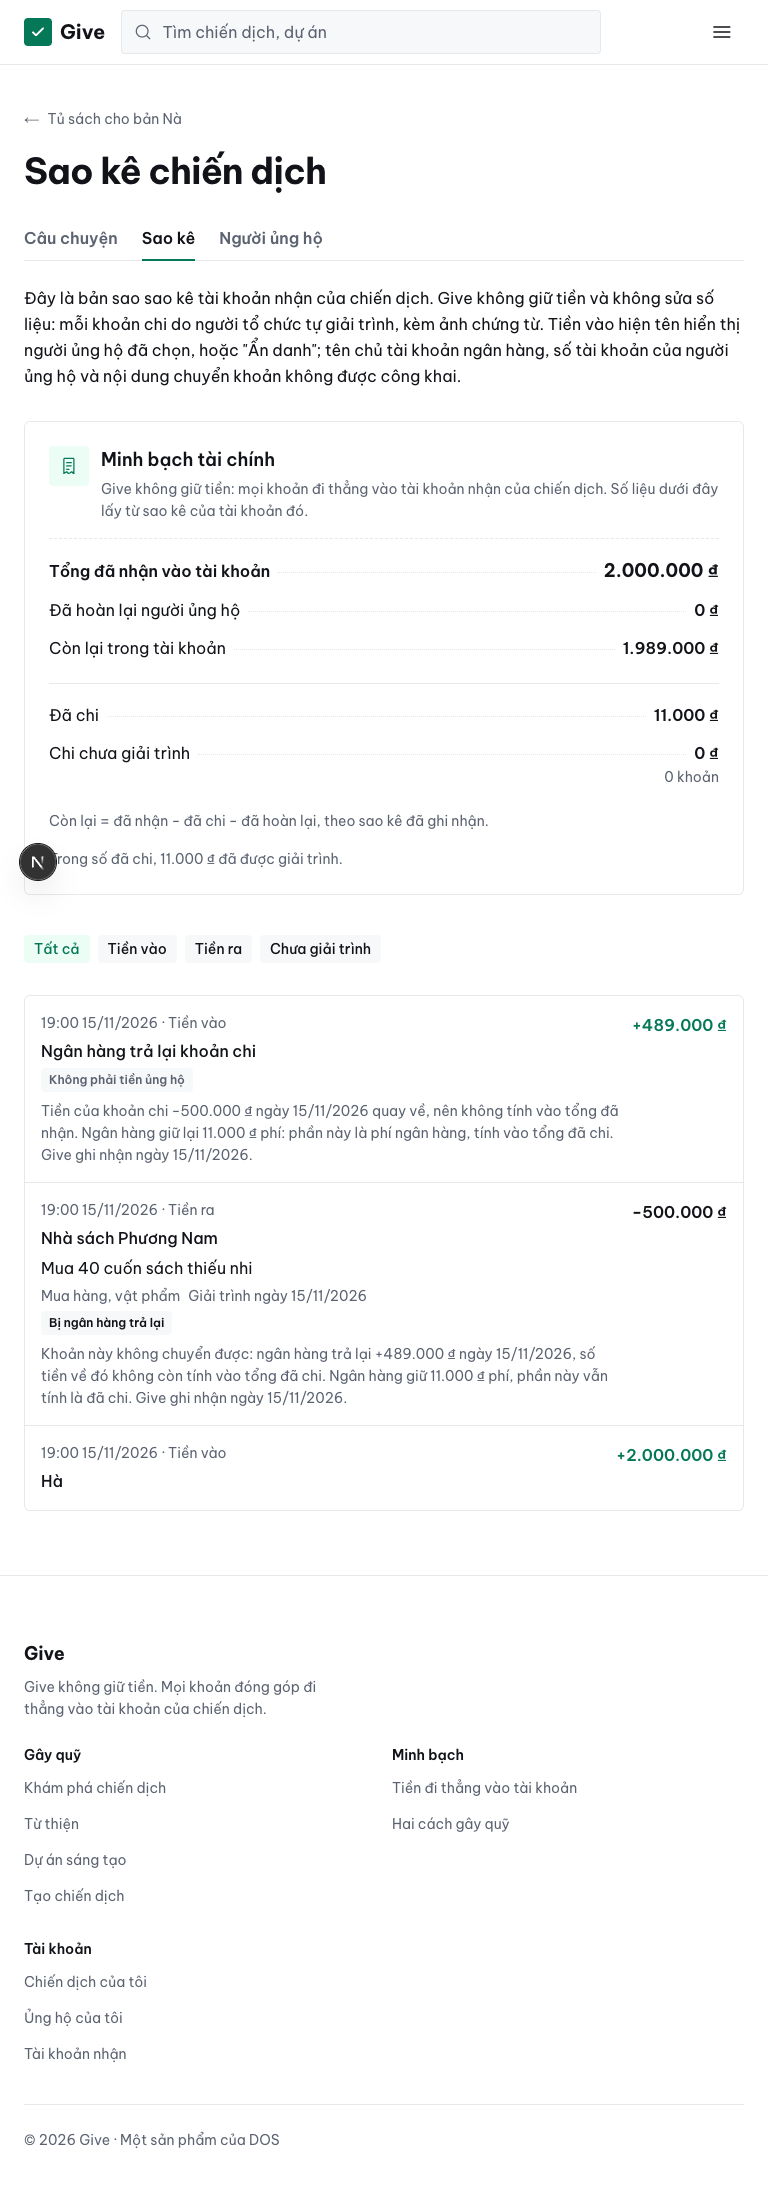 Give
Tìm chiến dịch, dự án
← Tủ sách cho bản Nà
Sao kê chiến dịch
Câu chuyện Sao kê Người ủng hộ
Đây là bản sao sao kê tài khoản nhận của chiến dịch. Give không giữ tiền và không sửa số
liệu: mỗi khoản chi do người tổ chức tự giải trình, kèm ảnh chứng từ. Tiền vào hiện tên hiển thị
người ủng hộ đã chọn, hoặc "Ẩn danh"; tên chủ tài khoản ngân hàng, số tài khoản của người
ủng hộ và nội dung chuyển khoản không được công khai.
Minh bạch tài chính
Give không giữ tiền: mọi khoản đi thẳng vào tài khoản nhận của chiến dịch. Số liệu dưới đây
lấy từ sao kê của tài khoản đó.
Tổng đã nhận vào tài khoản 2.000.000 ₫
Đã hoàn lại người ủng hộ 0 ₫
Còn lại trong tài khoản 1.989.000 ₫
Đã chi 11.000 ₫
Chi chưa giải trình 0 ₫
0 khoản
Còn lại = đã nhận − đã chi − đã hoàn lại, theo sao kê đã ghi nhận.
Trong số đã chi, 11.000 ₫ đã được giải trình.
Tất cả Tiền vào Tiền ra Chưa giải trình
19:00 15/11/2026 · Tiền vào +489.000 ₫
Ngân hàng trả lại khoản chi
Không phải tiền ủng hộ
Tiền của khoản chi −500.000 ₫ ngày 15/11/2026 quay về, nên không tính vào tổng đã
nhận. Ngân hàng giữ lại 11.000 ₫ phí: phần này là phí ngân hàng, tính vào tổng đã chi.
Give ghi nhận ngày 15/11/2026.
19:00 15/11/2026 · Tiền ra −500.000 ₫
Nhà sách Phương Nam
Mua 40 cuốn sách thiếu nhi
Mua hàng, vật phẩm Giải trình ngày 15/11/2026
Bị ngân hàng trả lại
Khoản này không chuyển được: ngân hàng trả lại +489.000 ₫ ngày 15/11/2026, số
tiền về đó không còn tính vào tổng đã chi. Ngân hàng giữ 11.000 ₫ phí, phần này vẫn
tính là đã chi. Give ghi nhận ngày 15/11/2026.
19:00 15/11/2026 · Tiền vào +2.000.000 ₫
Hà
Give
Give không giữ tiền. Mọi khoản đóng góp đi
thẳng vào tài khoản của chiến dịch.
Gây quỹ
Khám phá chiến dịch
Từ thiện
Dự án sáng tạo
Tạo chiến dịch
Minh bạch
Tiền đi thẳng vào tài khoản
Hai cách gây quỹ
Tài khoản
Chiến dịch của tôi
Ủng hộ của tôi
Tài khoản nhận
© 2026 Give · Một sản phẩm của DOS